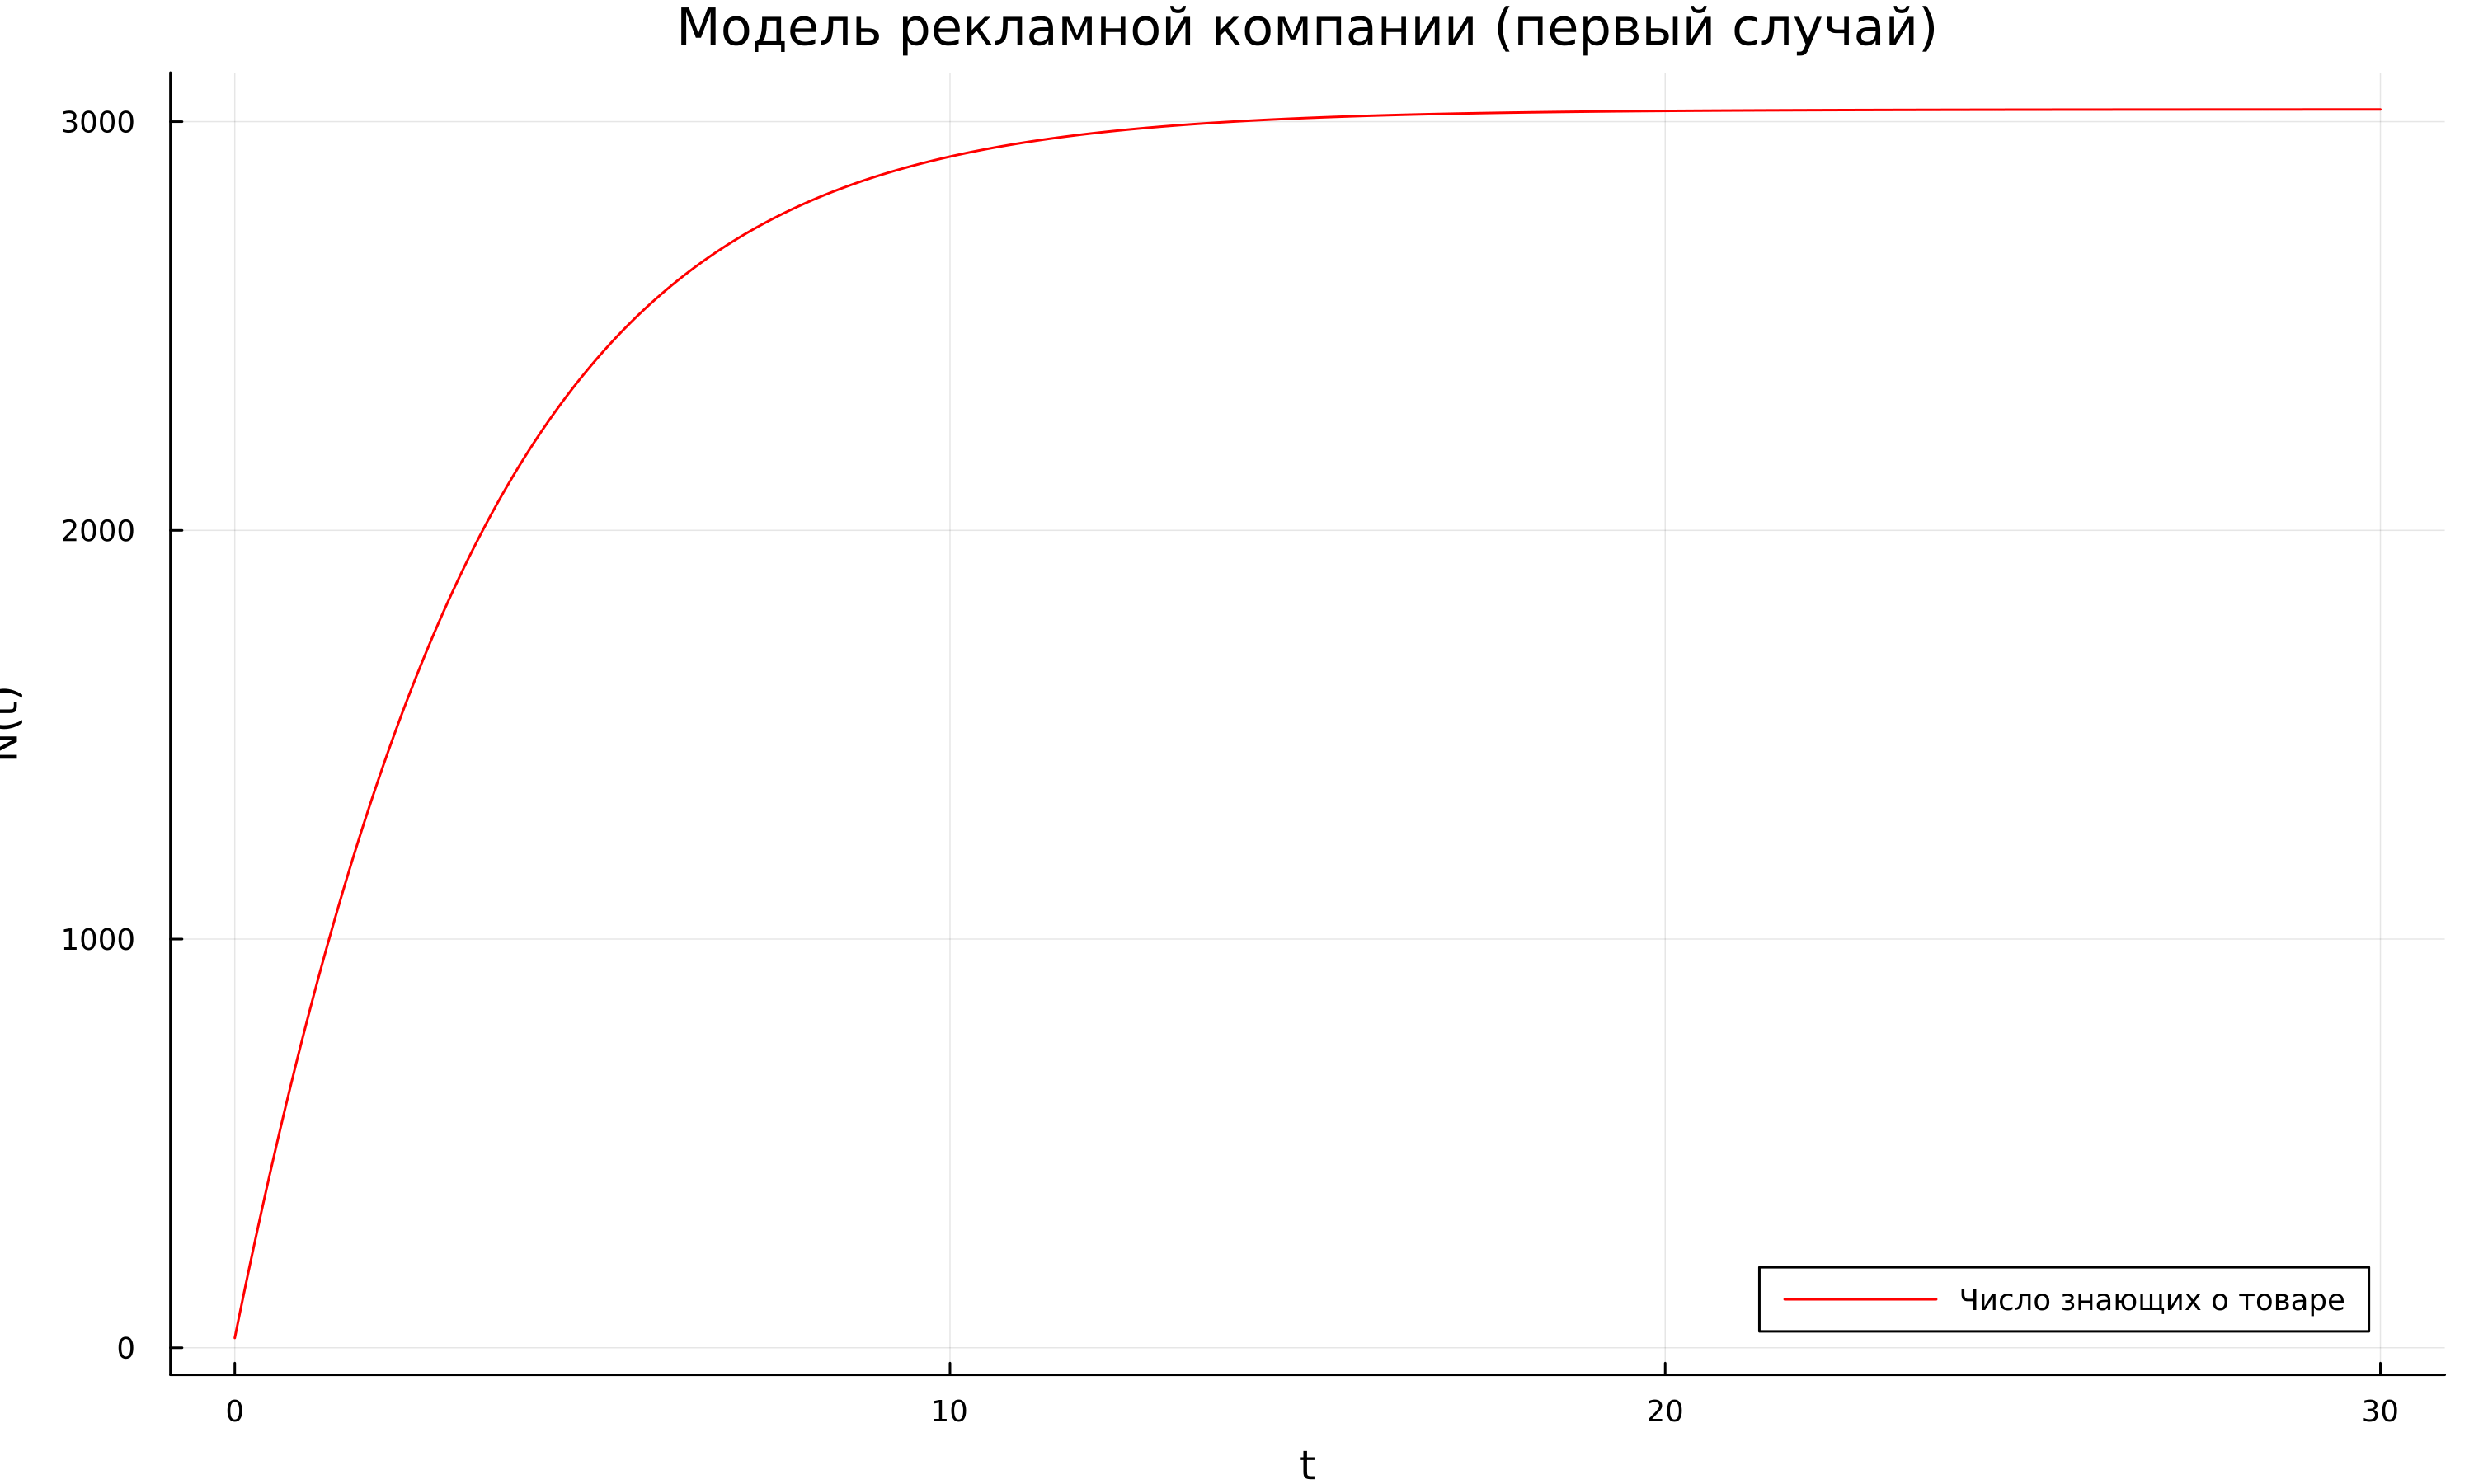 Модель рекламной компании (первый случай)
3000
2000
1000
0
N(t)
0 10 20 30
t
Число знающих о товаре